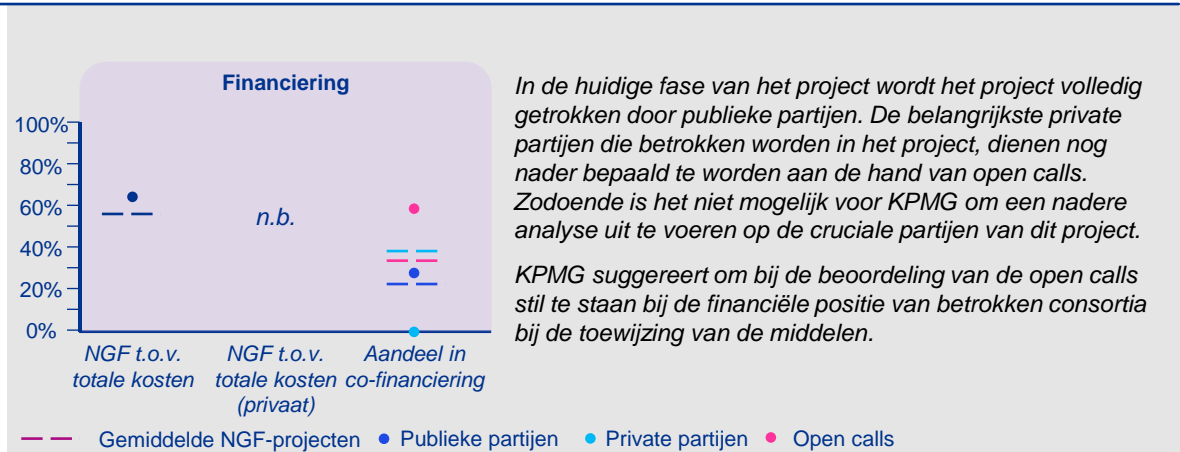 Financiering
100%
80%
60%
40%
20%
0%
n.b.
NGF t.o.v.
totale kosten
NGF t.o.v.
totale kosten
(privaat)
Aandeel in
co-financiering
In de huidige fase van het project wordt het project volledig
getrokken door publieke partijen. De belangrijkste private
partijen die betrokken worden in het project, dienen nog
nader bepaald te worden aan de hand van open calls.
Zodoende is het niet mogelijk voor KPMG om een nadere
analyse uit te voeren op de cruciale partijen van dit project.
KPMG suggereert om bij de beoordeling van de open calls
stil te staan bij de financiële positie van betrokken consortia
bij de toewijzing van de middelen.
Gemiddelde NGF-projecten
Publieke partijen
Private partijen
Open calls